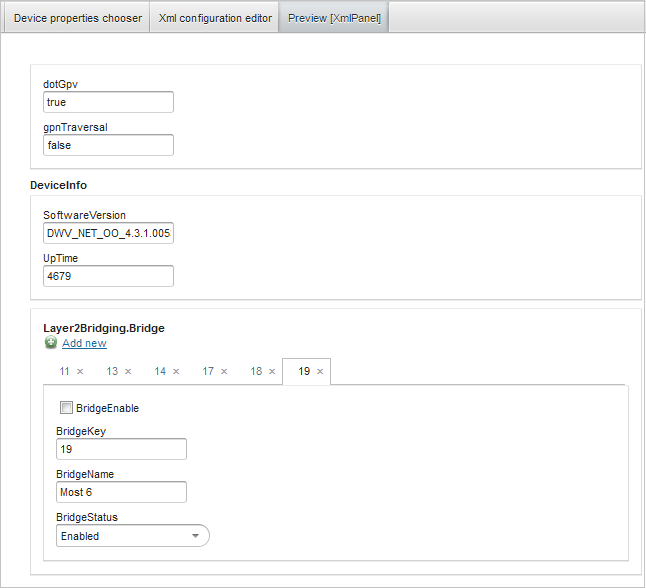 Device properties chooser Xml configuration editor Preview [XmlPanel]
dotGpv
true
gpnTraversal
false
DeviceInfo
SoftwareVersion
DWV_NET_OO_4.3.1.005
UpTime
4679
Layer2Bridging.Bridge
Add new
11 × 13 × 14 × 17 × 18 × 19 ×
BridgeEnable
BridgeKey
19
BridgeName
Most 6
BridgeStatus
Enabled